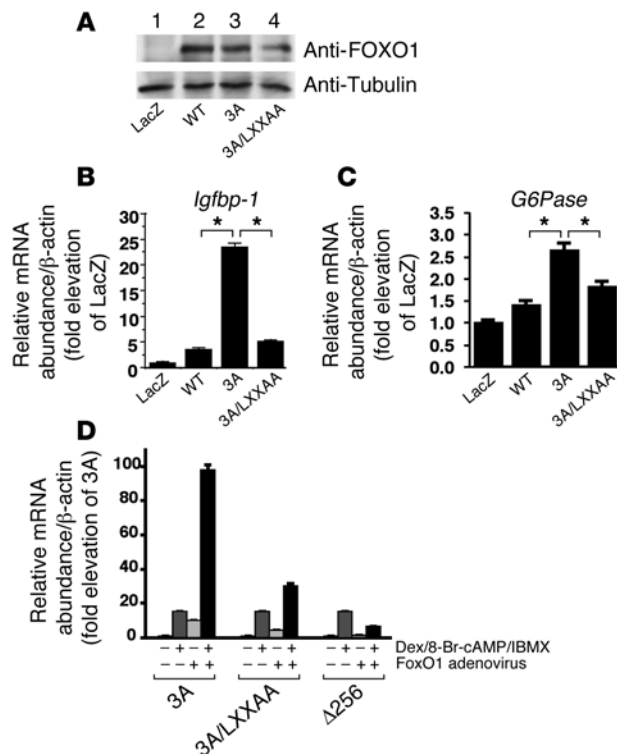 A
1 2 3 4
Anti-FOXO1
Anti-Tubulin
LacZ WT 3A 3A/LXXAA
B
Igfbp-1
Relative mRNA
abundance/β-actin
(fold elevation
of LacZ)
30
25
20
15
10
5
0
* *
LacZ WT 3A 3A/LXXAA
C
G6Pase
Relative mRNA
abundance/β-actin
(fold elevation
of LacZ)
3.5
3.0
2.5
2.0
1.5
1.0
0.5
0.0
* *
LacZ WT 3A 3A/LXXAA
D
Relative mRNA
abundance/β-actin
(fold elevation of 3A)
100
80
60
40
20
0
− + − + − + − + − + − + Dex/8-Br-cAMP/IBMX
− − + + − − + + − − + + FoxO1 adenovirus
3A 3A/LXXAA Δ256